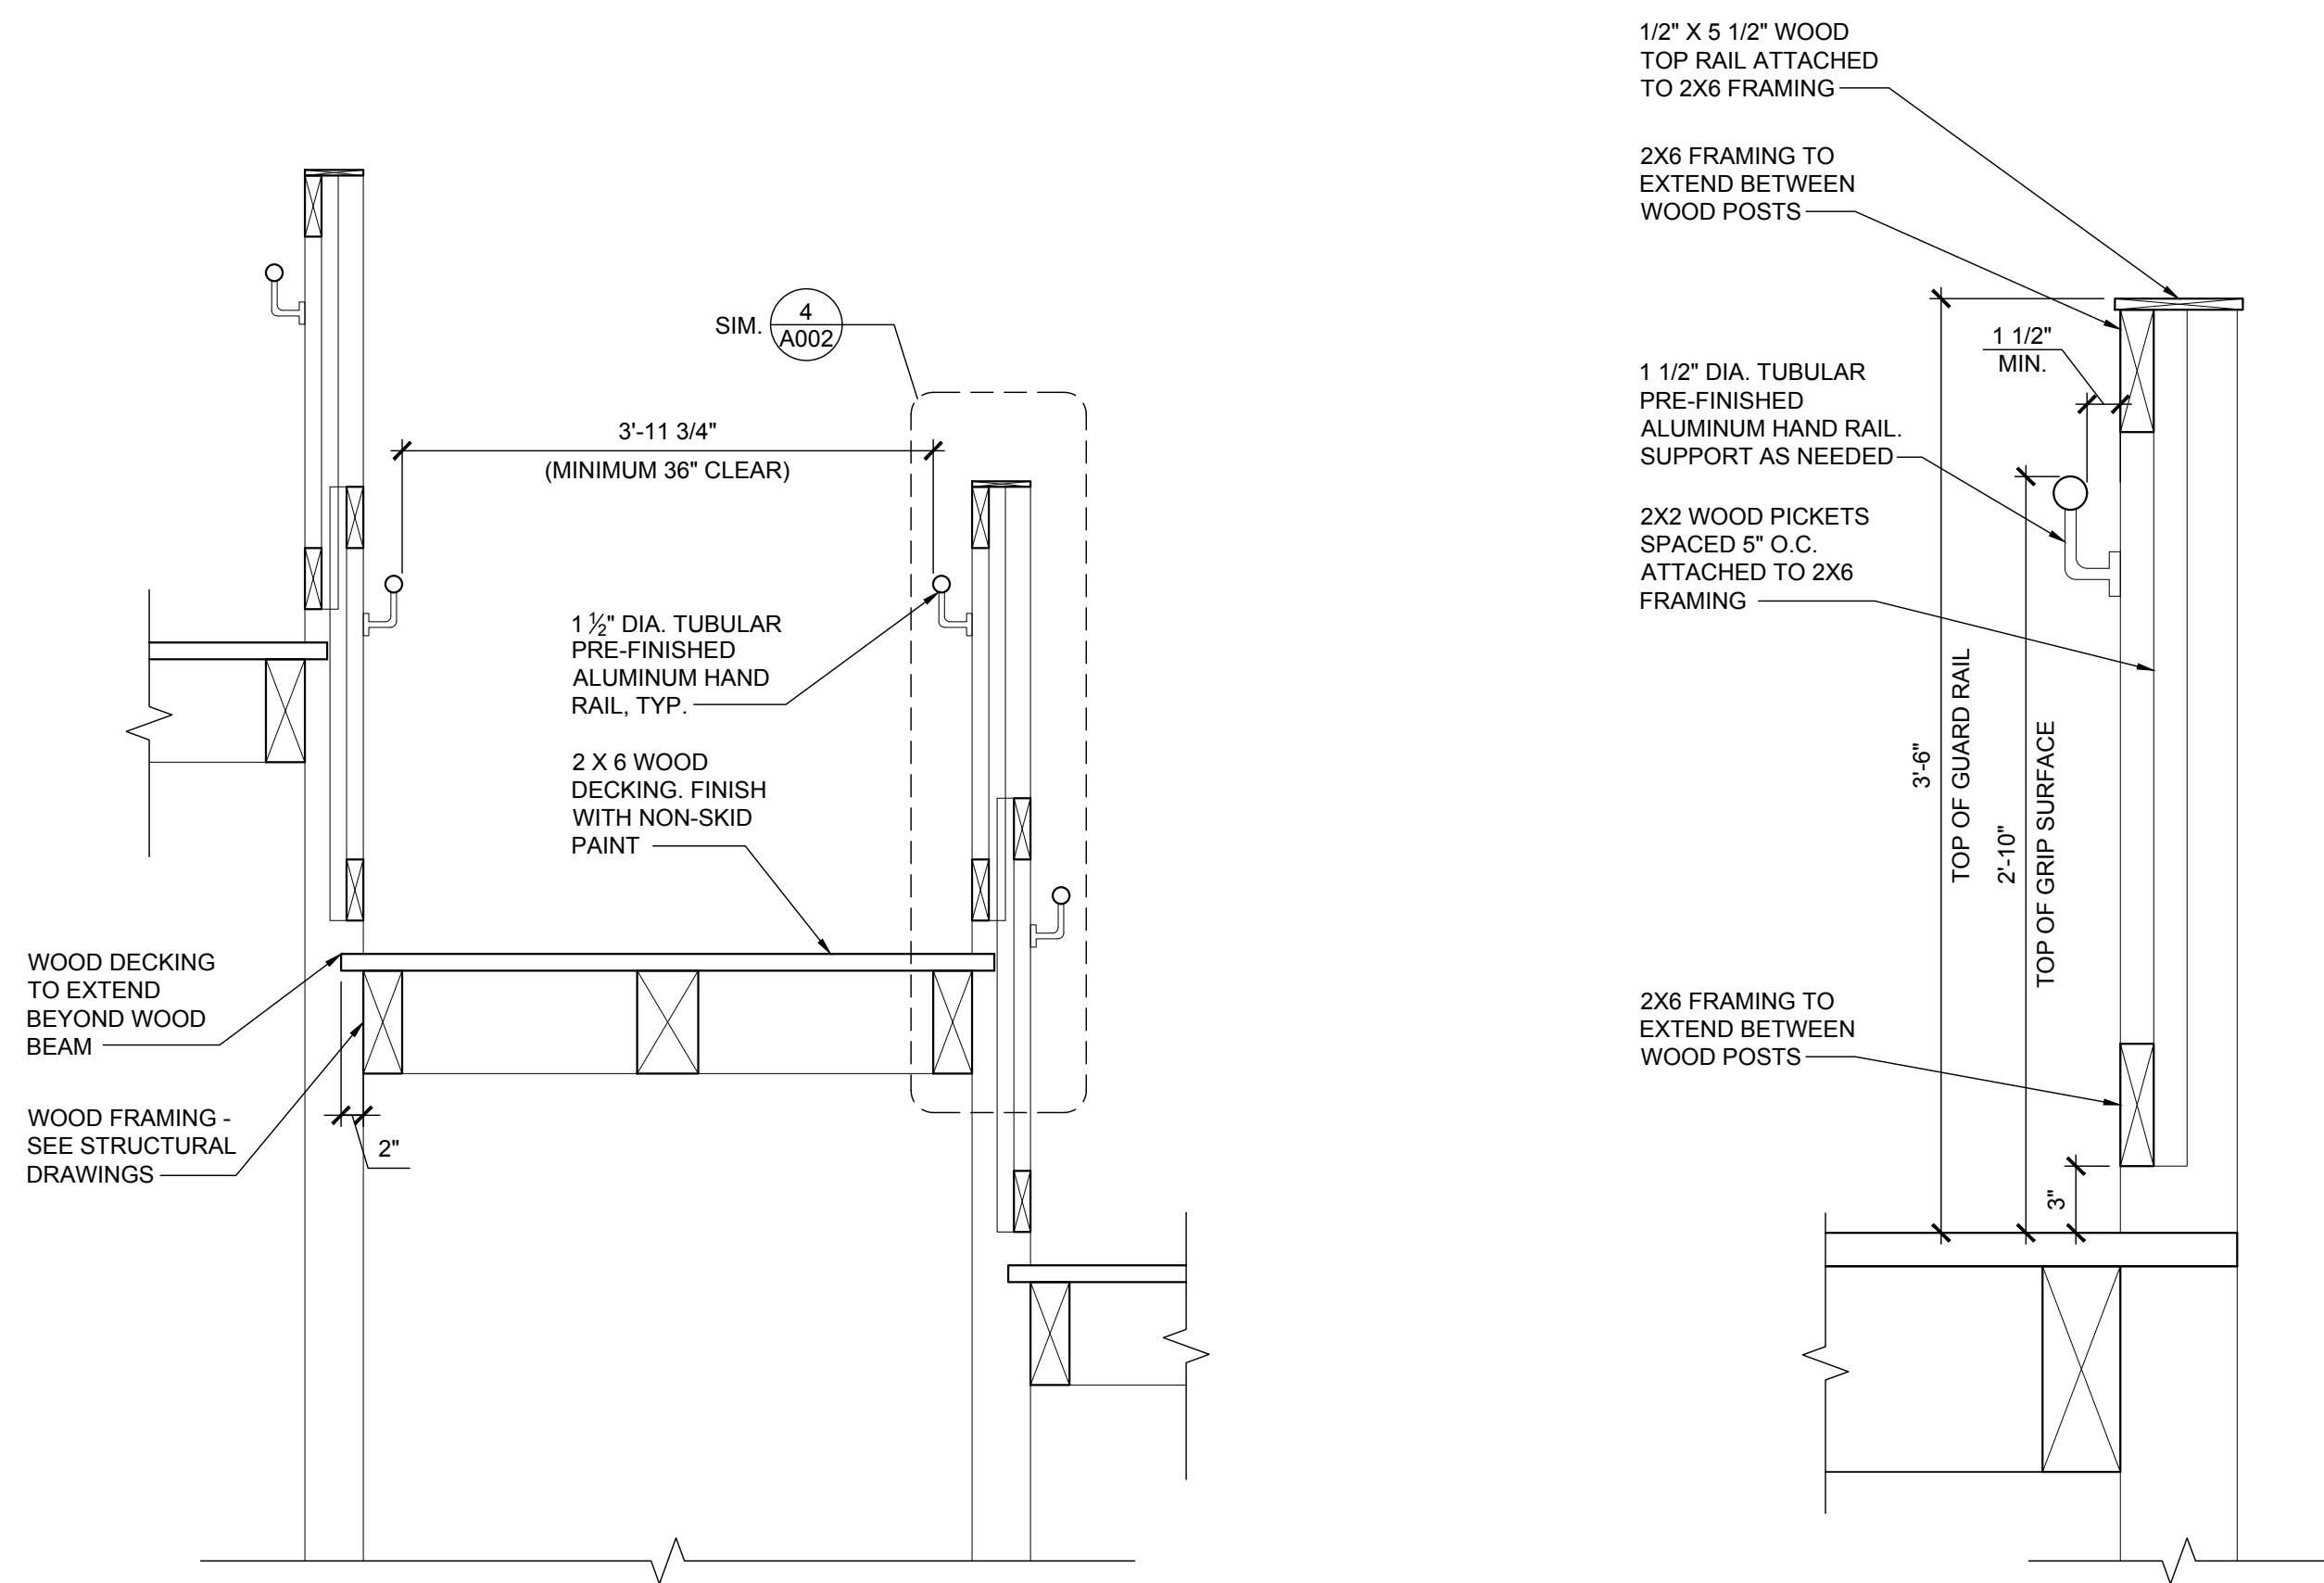 SIM.
4
A002
3'-11 3/4"
(MINIMUM 36" CLEAR)
1 ½" DIA. TUBULAR
PRE-FINISHED
ALUMINUM HAND
RAIL, TYP.
2 X 6 WOOD
DECKING. FINISH
WITH NON-SKID
PAINT
WOOD DECKING
TO EXTEND
BEYOND WOOD
BEAM
WOOD FRAMING -
SEE STRUCTURAL
DRAWINGS
2"
1/2" X 5 1/2" WOOD
TOP RAIL ATTACHED
TO 2X6 FRAMING
2X6 FRAMING TO
EXTEND BETWEEN
WOOD POSTS
1 1/2"
MIN.
1 1/2" DIA. TUBULAR
PRE-FINISHED
ALUMINUM HAND RAIL.
SUPPORT AS NEEDED
2X2 WOOD PICKETS
SPACED 5" O.C.
ATTACHED TO 2X6
FRAMING
3'-6"
TOP OF GUARD RAIL
2'-10"
TOP OF GRIP SURFACE
2X6 FRAMING TO
EXTEND BETWEEN
WOOD POSTS
3"